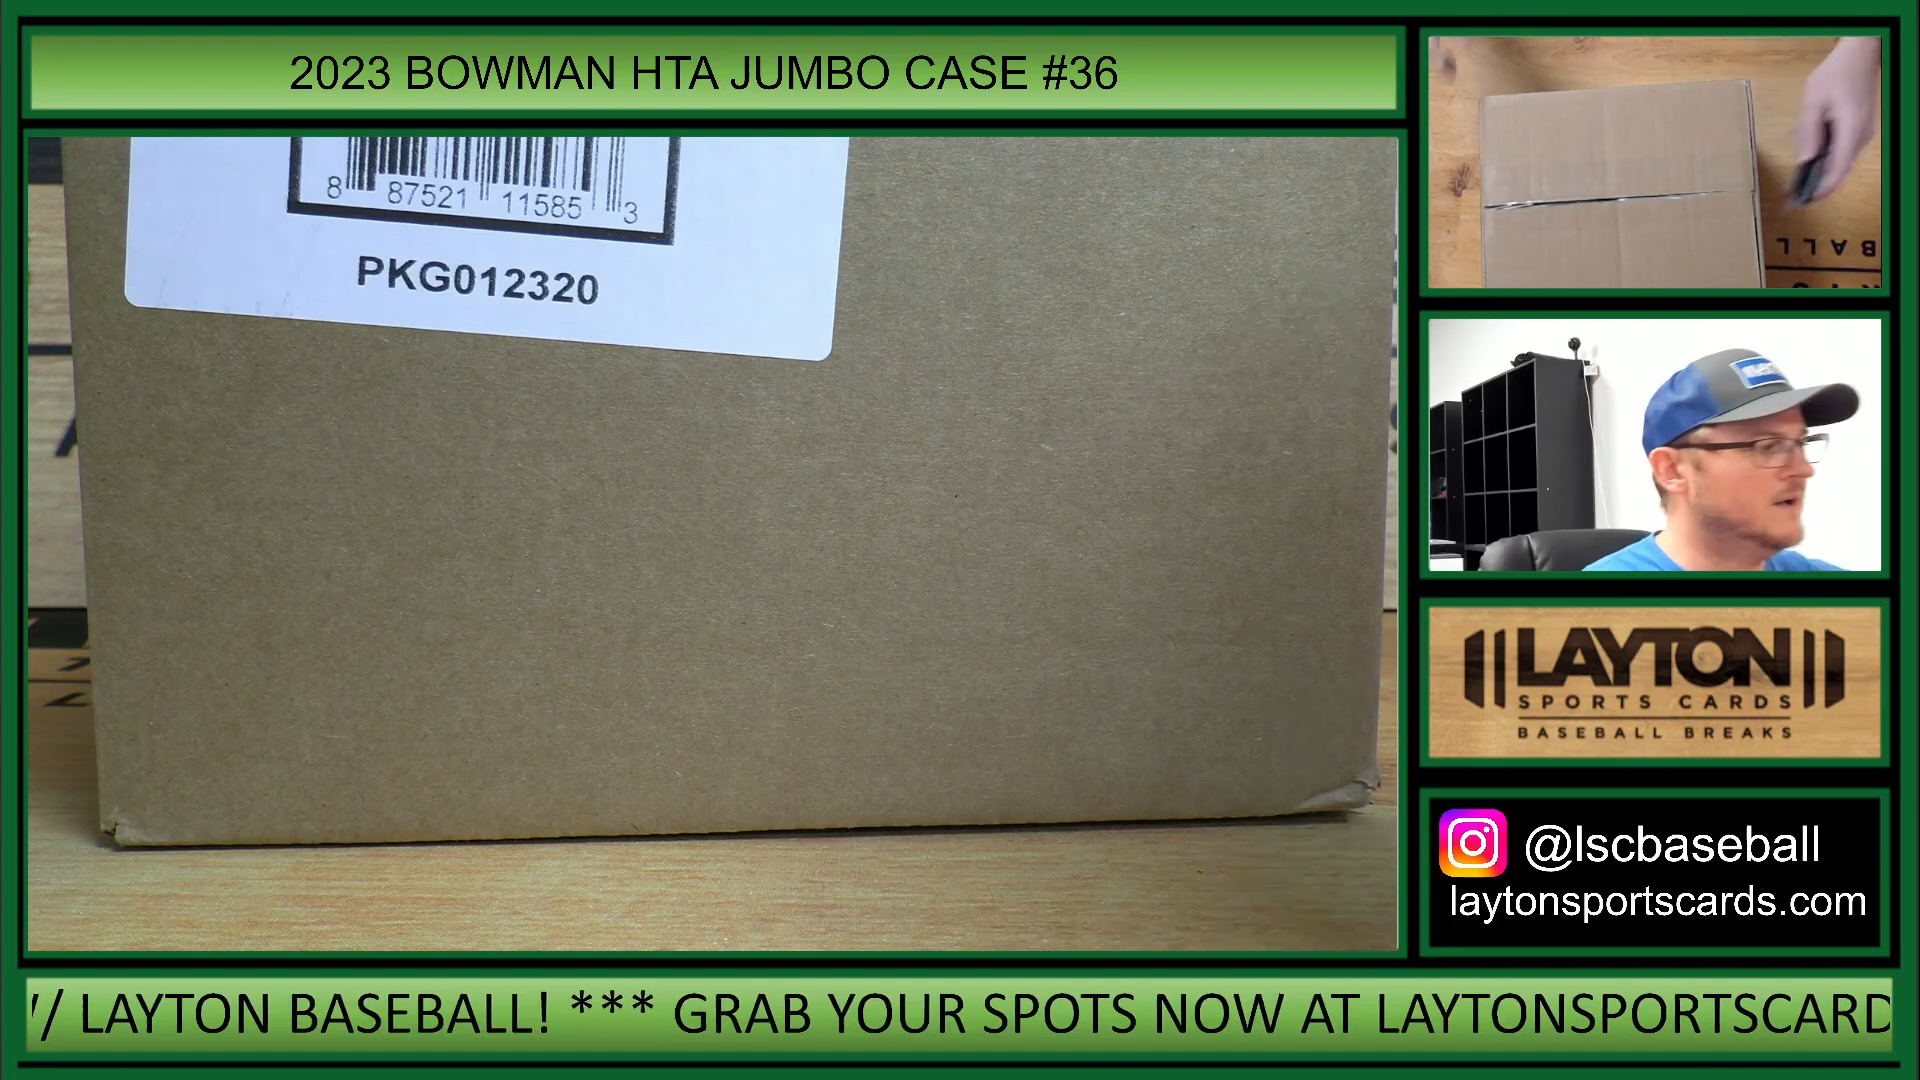 2023 BOWMAN HTA JUMBO CASE #36
8 87521 11585 3
PKG012320
BALL
LAYTON
SPORTS CARDS
BASEBALL BREAKS
@lscbaseball
laytonsportscards.com
/ LAYTON BASEBALL! *** GRAB YOUR SPOTS NOW AT LAYTONSPORTSCARD